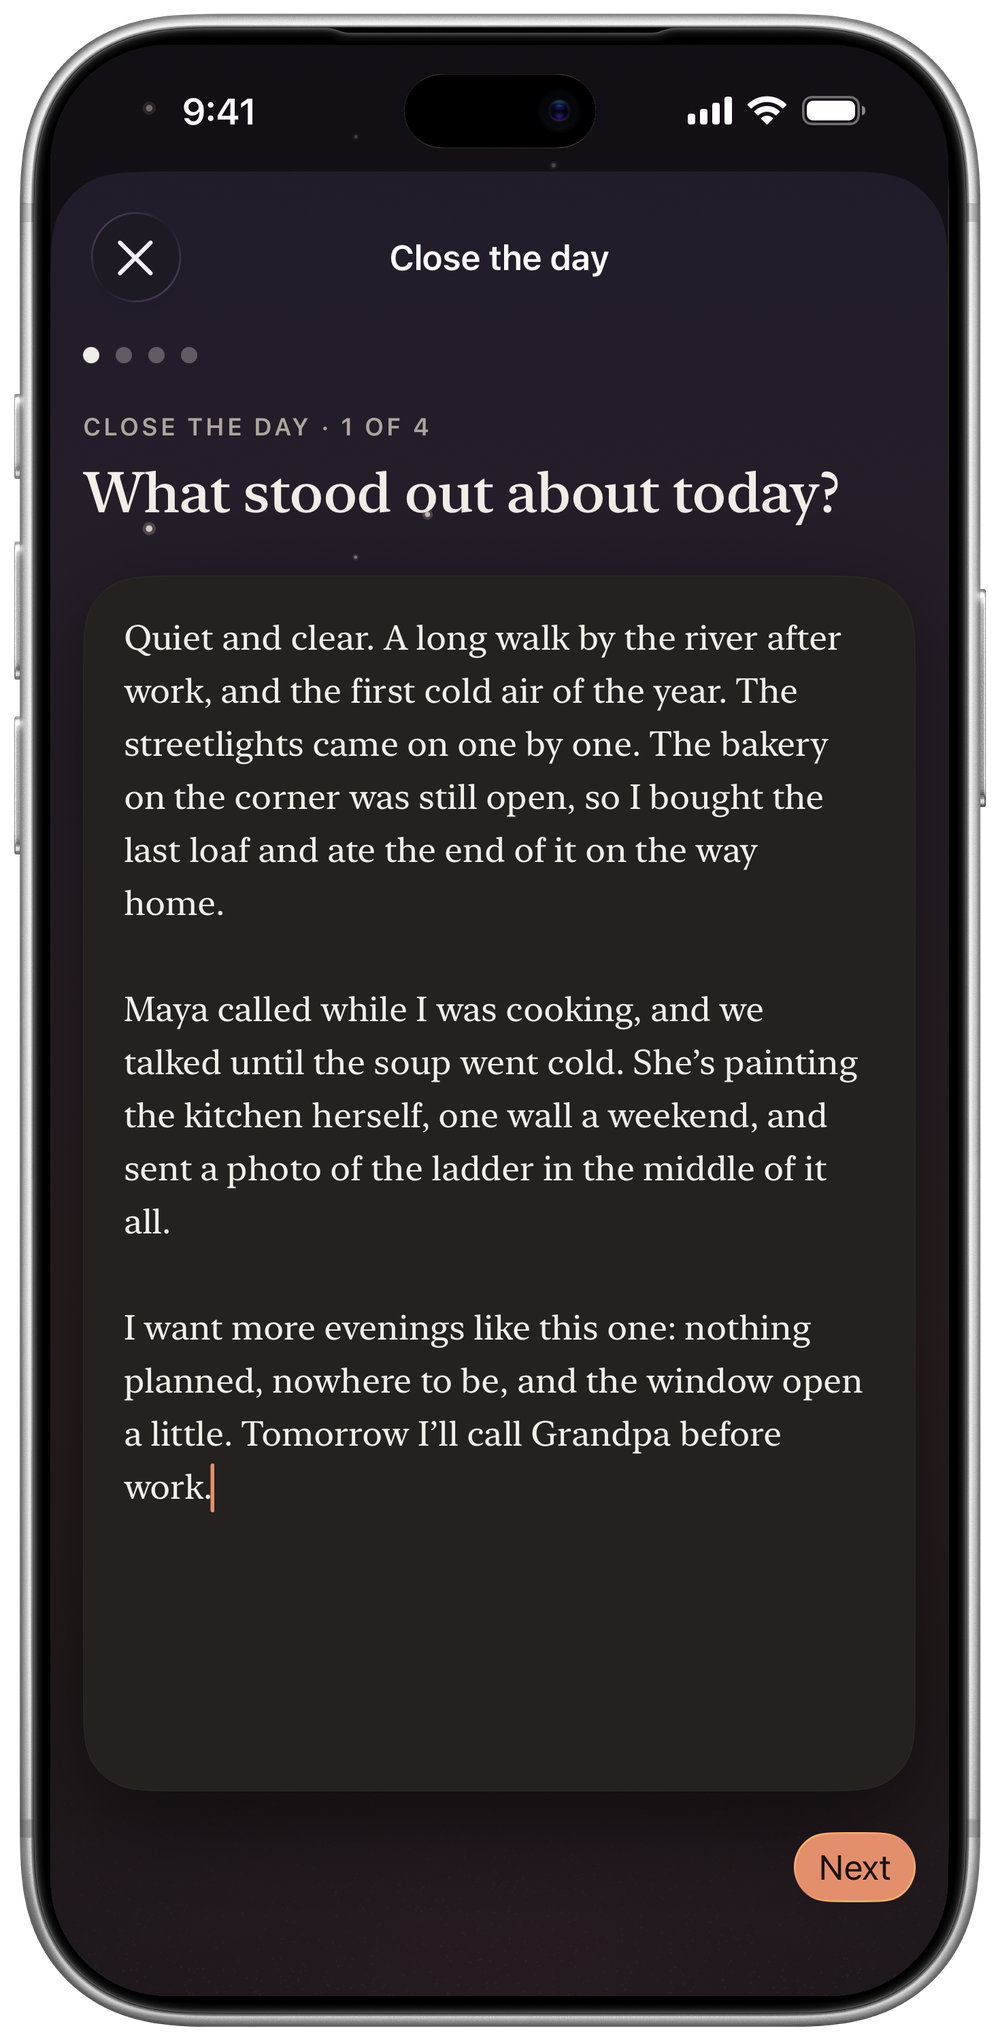 9:41
Close the day
CLOSE THE DAY · 1 OF 4
What stood out about today?
Quiet and clear. A long walk by the river after
work, and the first cold air of the year. The
streetlights came on one by one. The bakery
on the corner was still open, so I bought the
last loaf and ate the end of it on the way
home.
Maya called while I was cooking, and we
talked until the soup went cold. She’s painting
the kitchen herself, one wall a weekend, and
sent a photo of the ladder in the middle of it
all.
I want more evenings like this one: nothing
planned, nowhere to be, and the window open
a little. Tomorrow I’ll call Grandpa before
work.
Next